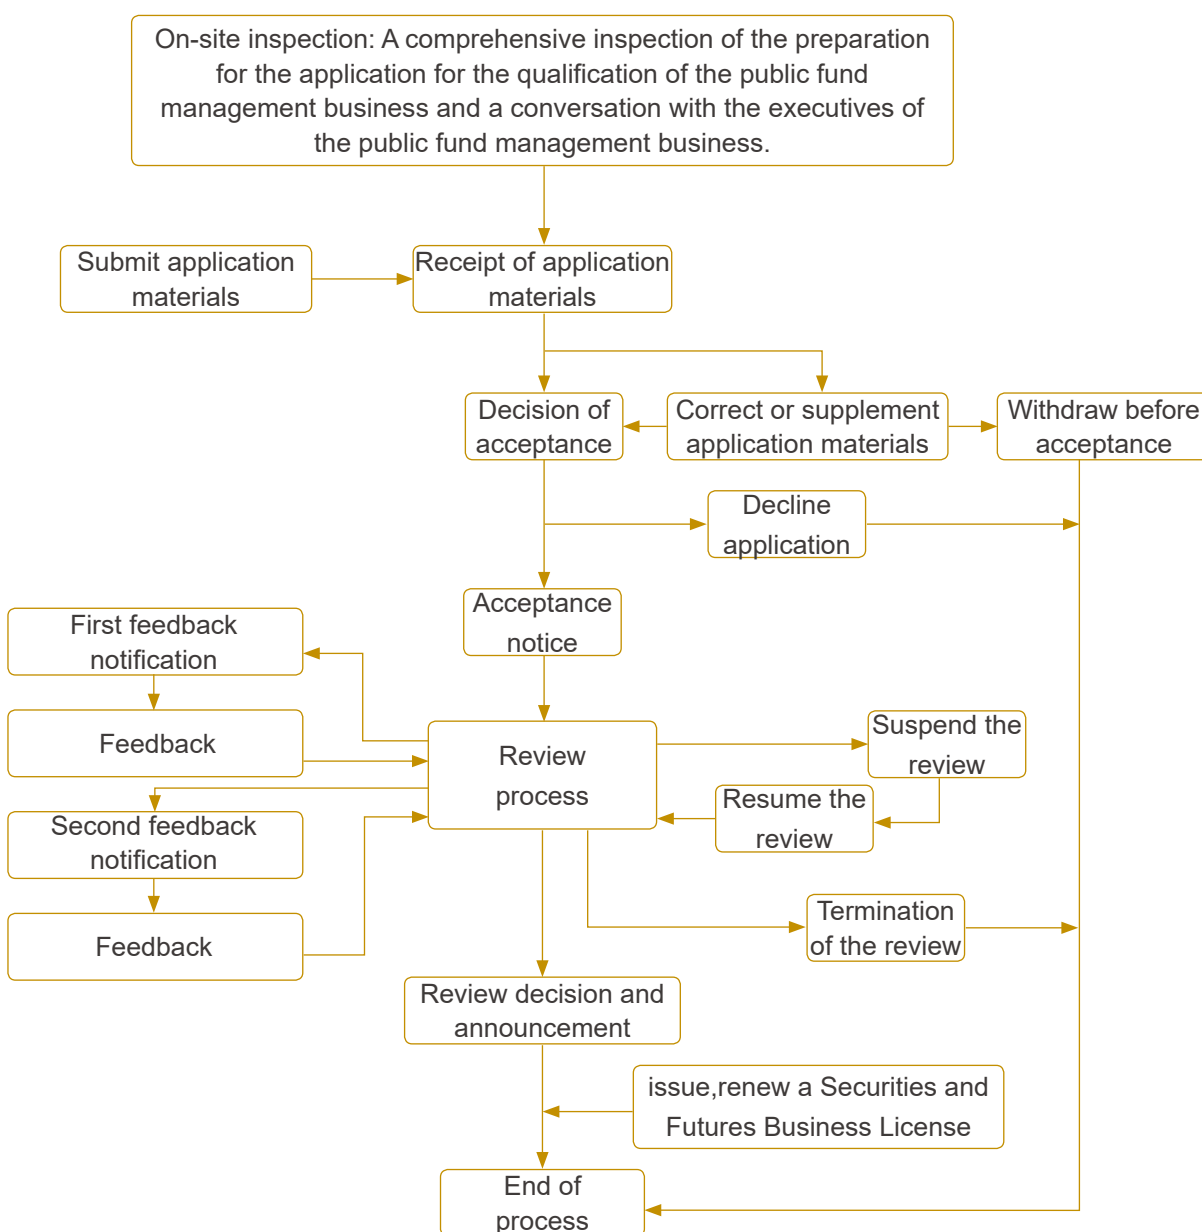 On-site inspection: A comprehensive inspection of the preparation
for the application for the qualification of the public fund
management business and a conversation with the executives of
the public fund management business.
Submit application
materials
Receipt of application
materials
Decision of
acceptance
Correct or supplement
application materials
Withdraw before
acceptance
Decline
application
Acceptance
notice
First feedback
notification
Feedback
Review
process
Suspend the
review
Resume the
review
Second feedback
notification
Feedback
Termination
of the review
Review decision and
announcement
issue,renew a Securities and
Futures Business License
End of
process